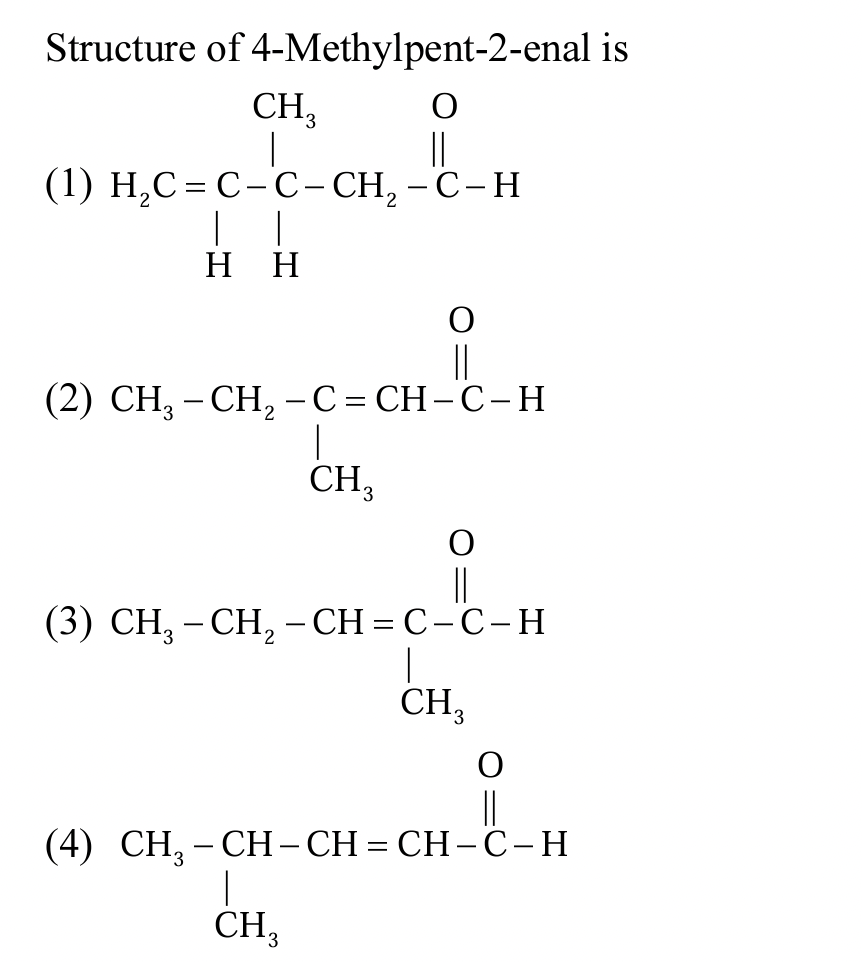 Structure of 4-Methylpent-2-enal is
CH₃ O
| ||
(1) H₂C = C – C – CH₂ – C – H
| |
H H
O
||
(2) CH₃ – CH₂ – C = CH – C – H
|
CH₃
O
||
(3) CH₃ – CH₂ – CH = C – C – H
|
CH₃
O
||
(4) CH₃ – CH – CH = CH – C – H
|
CH₃